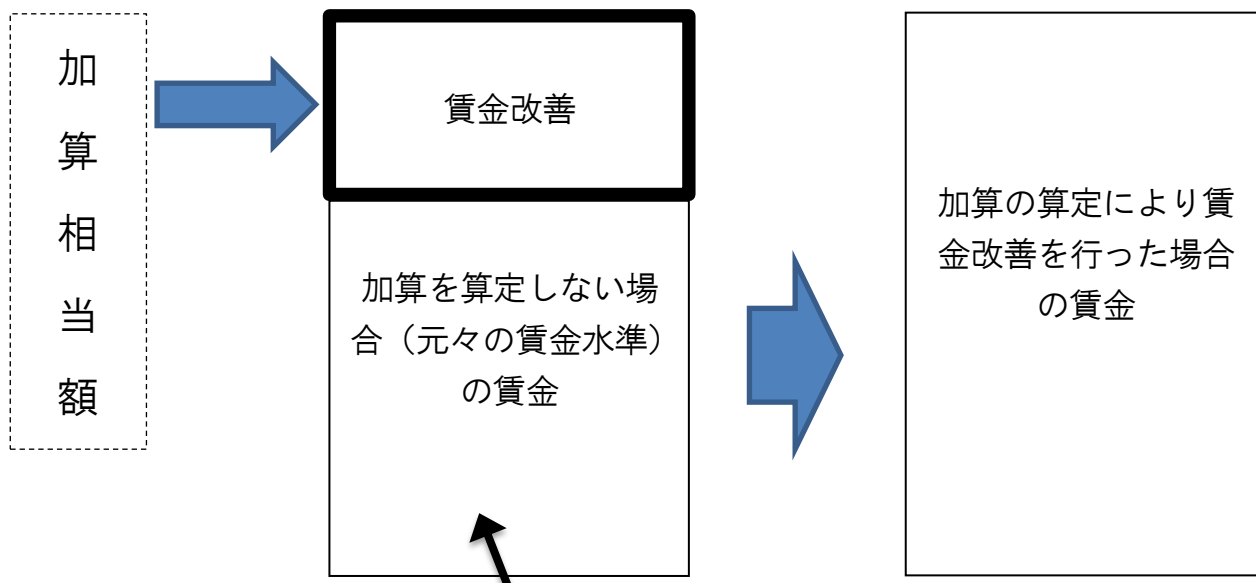 加算相当額
賃金改善
加算を算定しない場
合（元々の賃金水準）
の賃金
加算の算定により賃
金改善を行った場合
の賃金